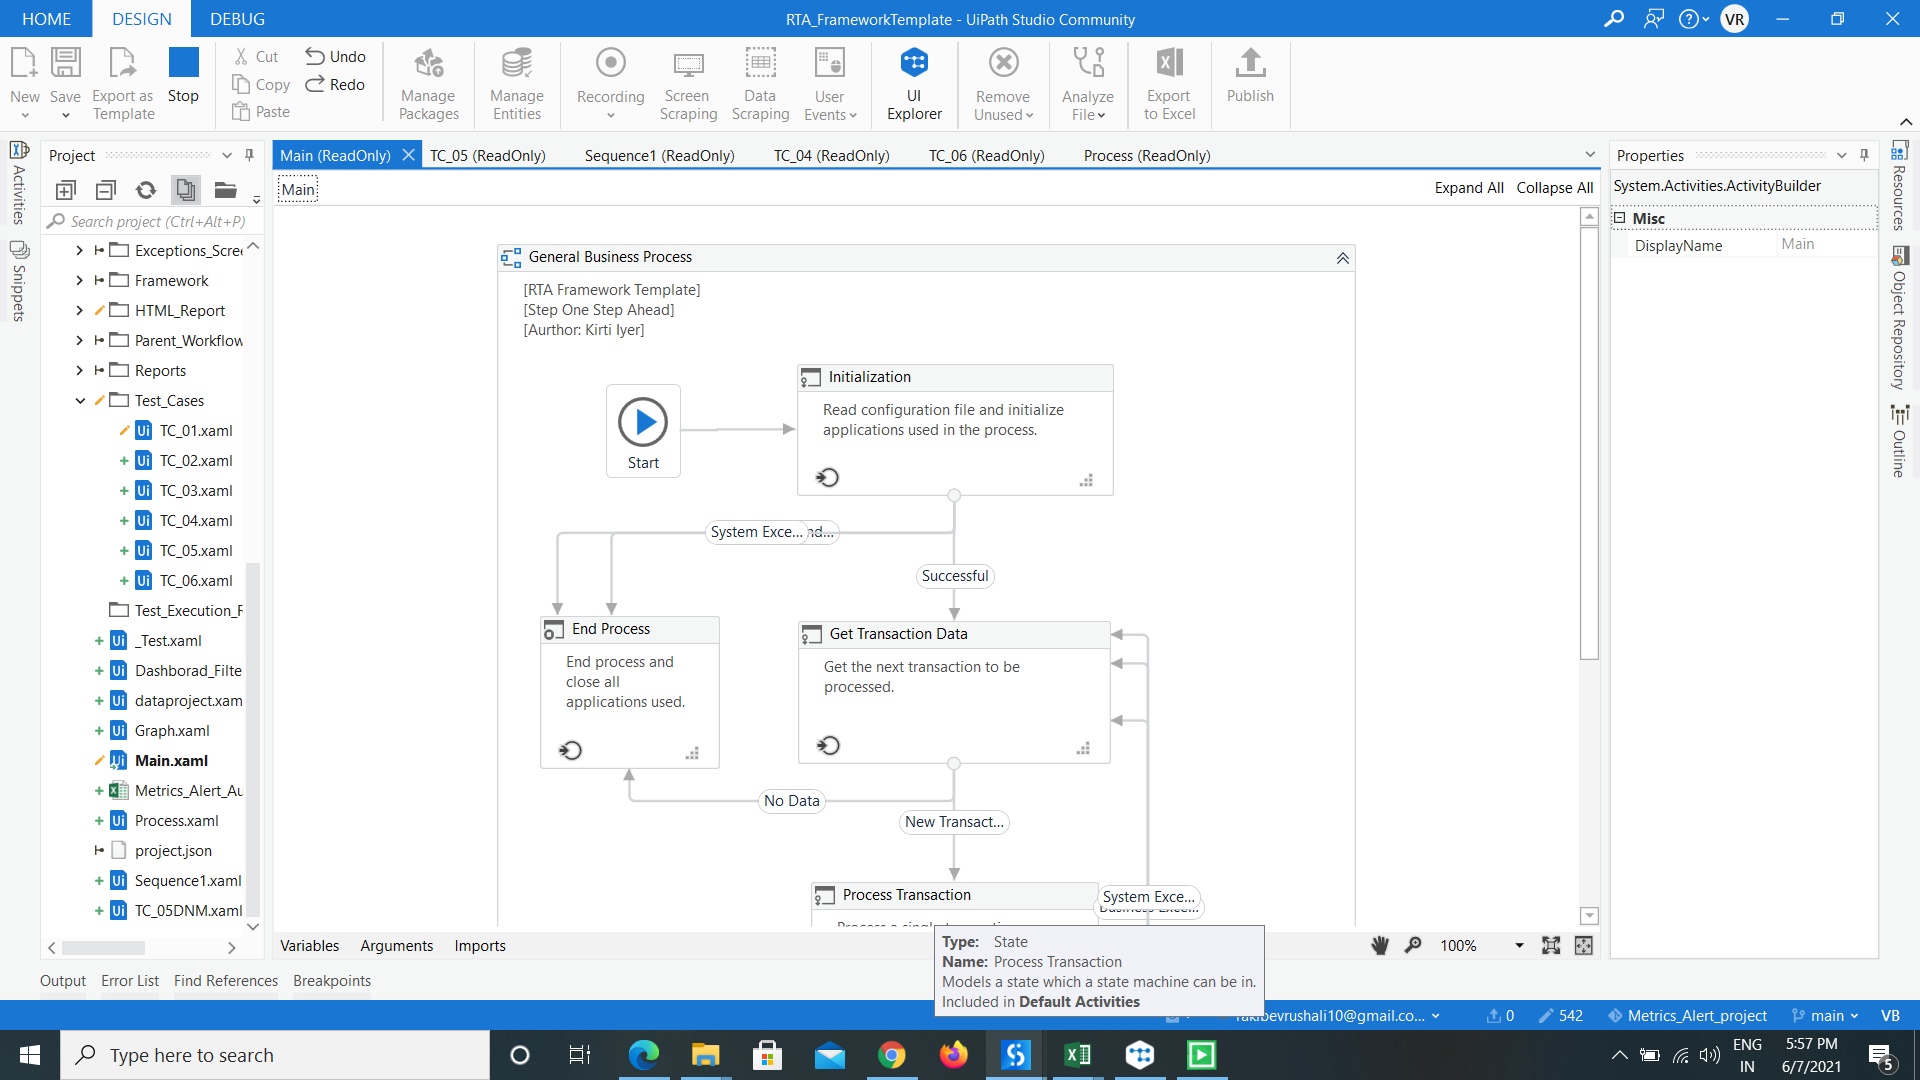 HOME DESIGN DEBUG
RTA_FrameworkTemplate - UiPath Studio Community
VR
New
Save
Export as
Template
Stop
Cut
Copy
Paste
Undo
Redo
Manage
Packages
Manage
Entities
Recording
Screen
Scraping
Data
Scraping
User
Events
UI
Explorer
Remove
Unused
Analyze
File
Export
to Excel
Publish
Activities
Snippets
Project
Search project (Ctrl+Alt+P)
Exceptions_Scree
Framework
HTML_Report
Parent_Workflow
Reports
Test_Cases
TC_01.xaml
TC_02.xaml
TC_03.xaml
TC_04.xaml
TC_05.xaml
TC_06.xaml
Test_Execution_F
_Test.xaml
Dashborad_Filte
dataproject.xam
Graph.xaml
Main.xaml
Metrics_Alert_Au
Process.xaml
project.json
Sequence1.xaml
TC_05DNM.xaml
Main (ReadOnly) TC_05 (ReadOnly) Sequence1 (ReadOnly) TC_04 (ReadOnly) TC_06 (ReadOnly) Process (ReadOnly)
Main
Expand All Collapse All
General Business Process
[RTA Framework Template]
[Step One Step Ahead]
[Aurthor: Kirti Iyer]
Start
Initialization
Read configuration file and initialize
applications used in the process.
System Exce... nd...
Successful
End Process
End process and
close all
applications used.
Get Transaction Data
Get the next transaction to be
processed.
No Data
New Transact...
Process Transaction
System Exce...
Business Exce...
Type: State
Name: Process Transaction
Models a state which a state machine can be in.
Included in Default Activities
Variables Arguments Imports
100%
Properties
System.Activities.ActivityBuilder
Misc
DisplayName Main
Resources
Object Repository
Outline
Output Error List Find References Breakpoints
rakibevrushali10@gmail.co... 0 542 Metrics_Alert_project main VB
Type here to search
ENG
IN
5:57 PM
6/7/2021
5